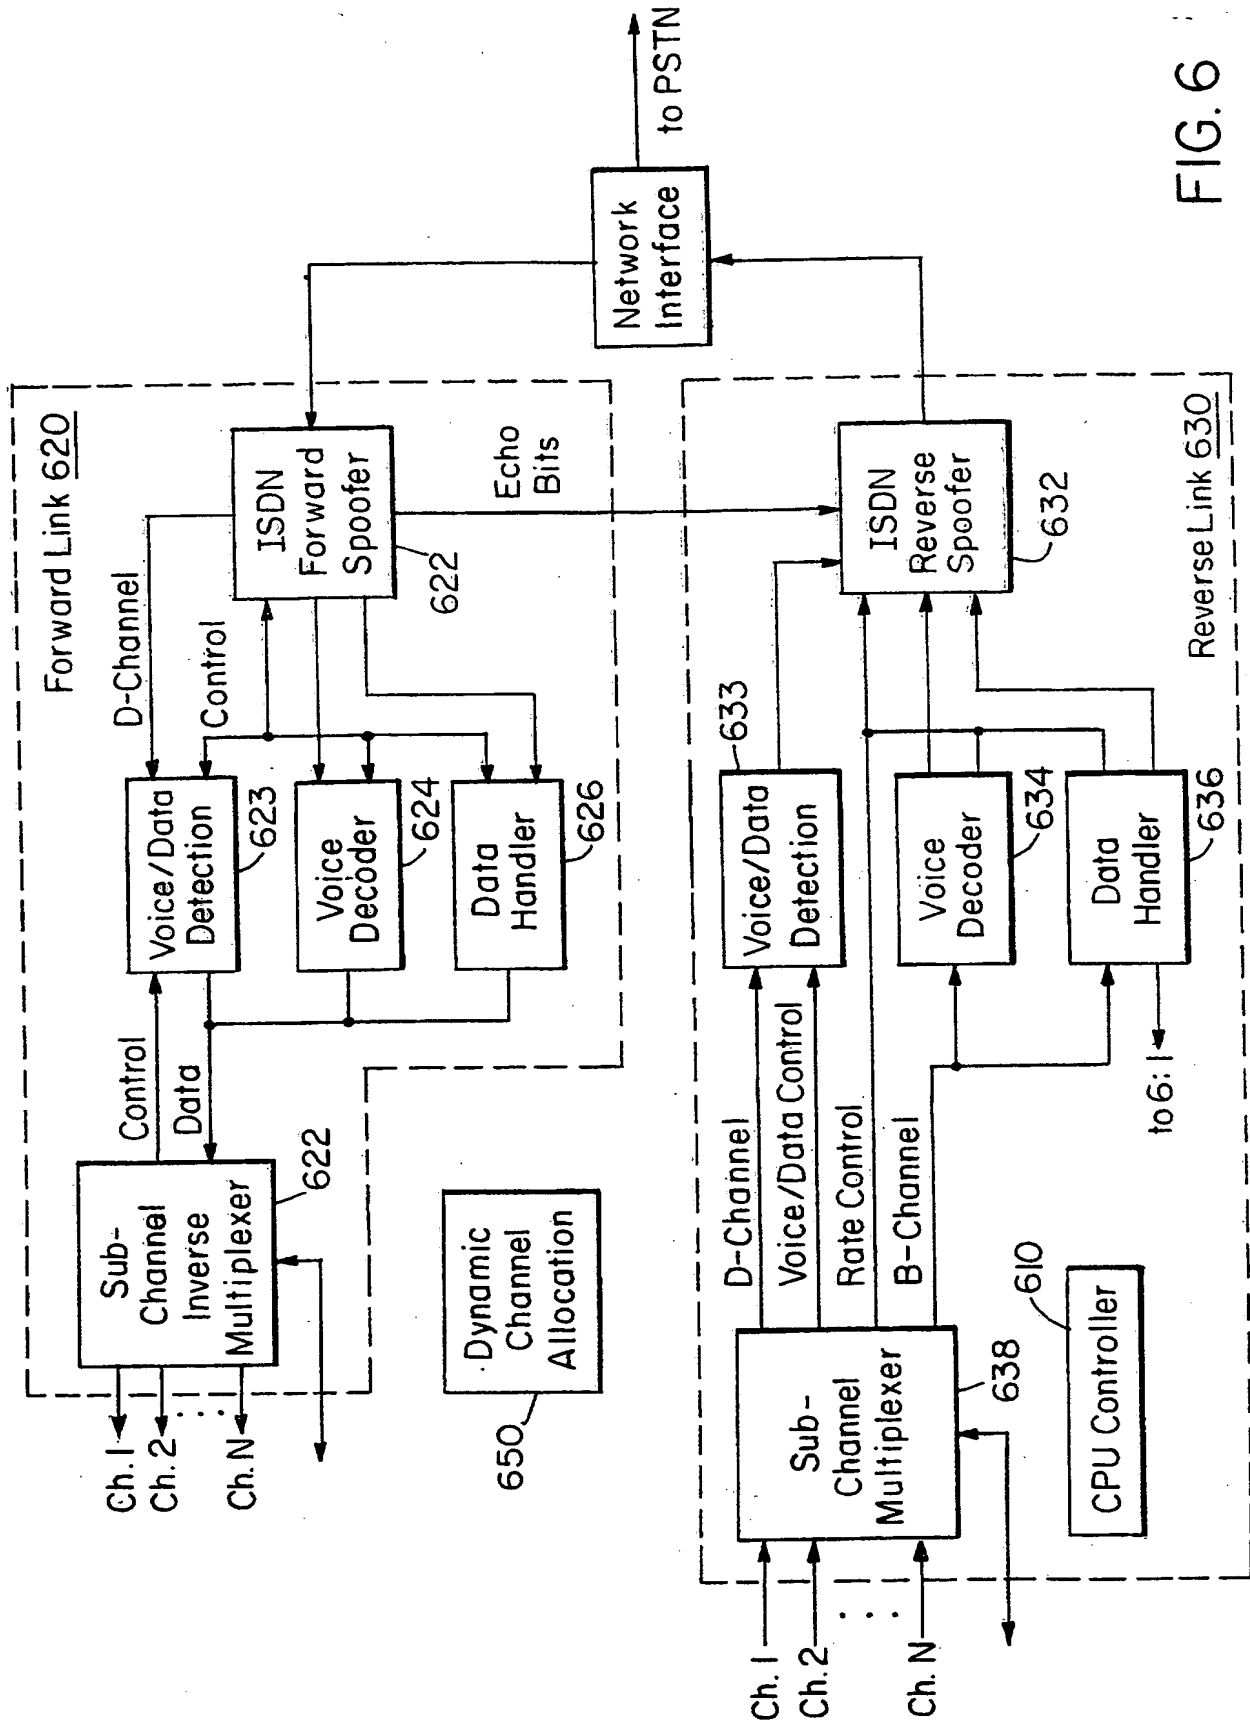 Forward Link 620
Ch. 1
Ch. 2
Ch. N
Sub-
Channel
Inverse
Multiplexer
622
Control
Data
Voice/Data
Detection
623
Voice
Decoder
624
Data
Handler
626
D-Channel
Control
ISDN
Forward
Spoofer
622
Echo
Bits
Network
Interface
to PSTN
Dynamic
Channel
Allocation
650
Ch. 1
Ch. 2
Ch. N
Sub-
Channel
Multiplexer
638
D-Channel
Voice/Data Control
Rate Control
B-Channel
Voice/Data
Detection
633
Voice
Decoder
634
Data
Handler
636
to 6:1
ISDN
Reverse
Spoofer
632
CPU Controller
610
Reverse Link 630
FIG. 6